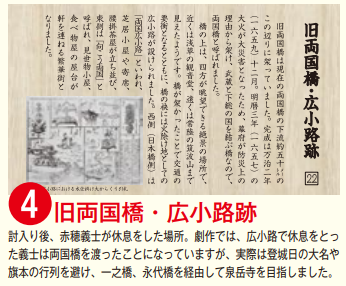 旧両国橋・広小路跡
22
旧両国橋は現在の両国橋の下流約五十㍍の
この辺りに架っていました。完成は万治二年
(一六五九)十二月。明暦三年(一六五七)の
大火が大災害となったため、幕府が防災上の
理由から架け、武蔵と下総の国を結ぶ橋なので、
両国橋と呼ばれました。
橋の上は、四方が眺望できる絶景の場所で、
近くは浅草の観音堂、遠くは常陸の筑波山まで
見えたようです。橋が架かったことで交通の
要衝となるとともに、橋の袂には火除け地としての
広小路が設けられました。西側(日本橋側)は
「両国広小路」といわれ、
芝居小屋や寄席、
腰掛茶屋が立ち並び、
東側は「向こう両国」と
呼ばれ、見世物小屋、
食べ物屋の屋台が
軒を連ねる繁華街と
なりました。
4 旧両国橋・広小路跡
討入り後、赤穂義士が休息をした場所。劇作では、広小路で休息をとっ
た義士は両国橋を渡ったことになっていますが、実際は登城日の大名や
旗本の行列を避け、一之橋、永代橋を経由して泉岳寺を目指しました。